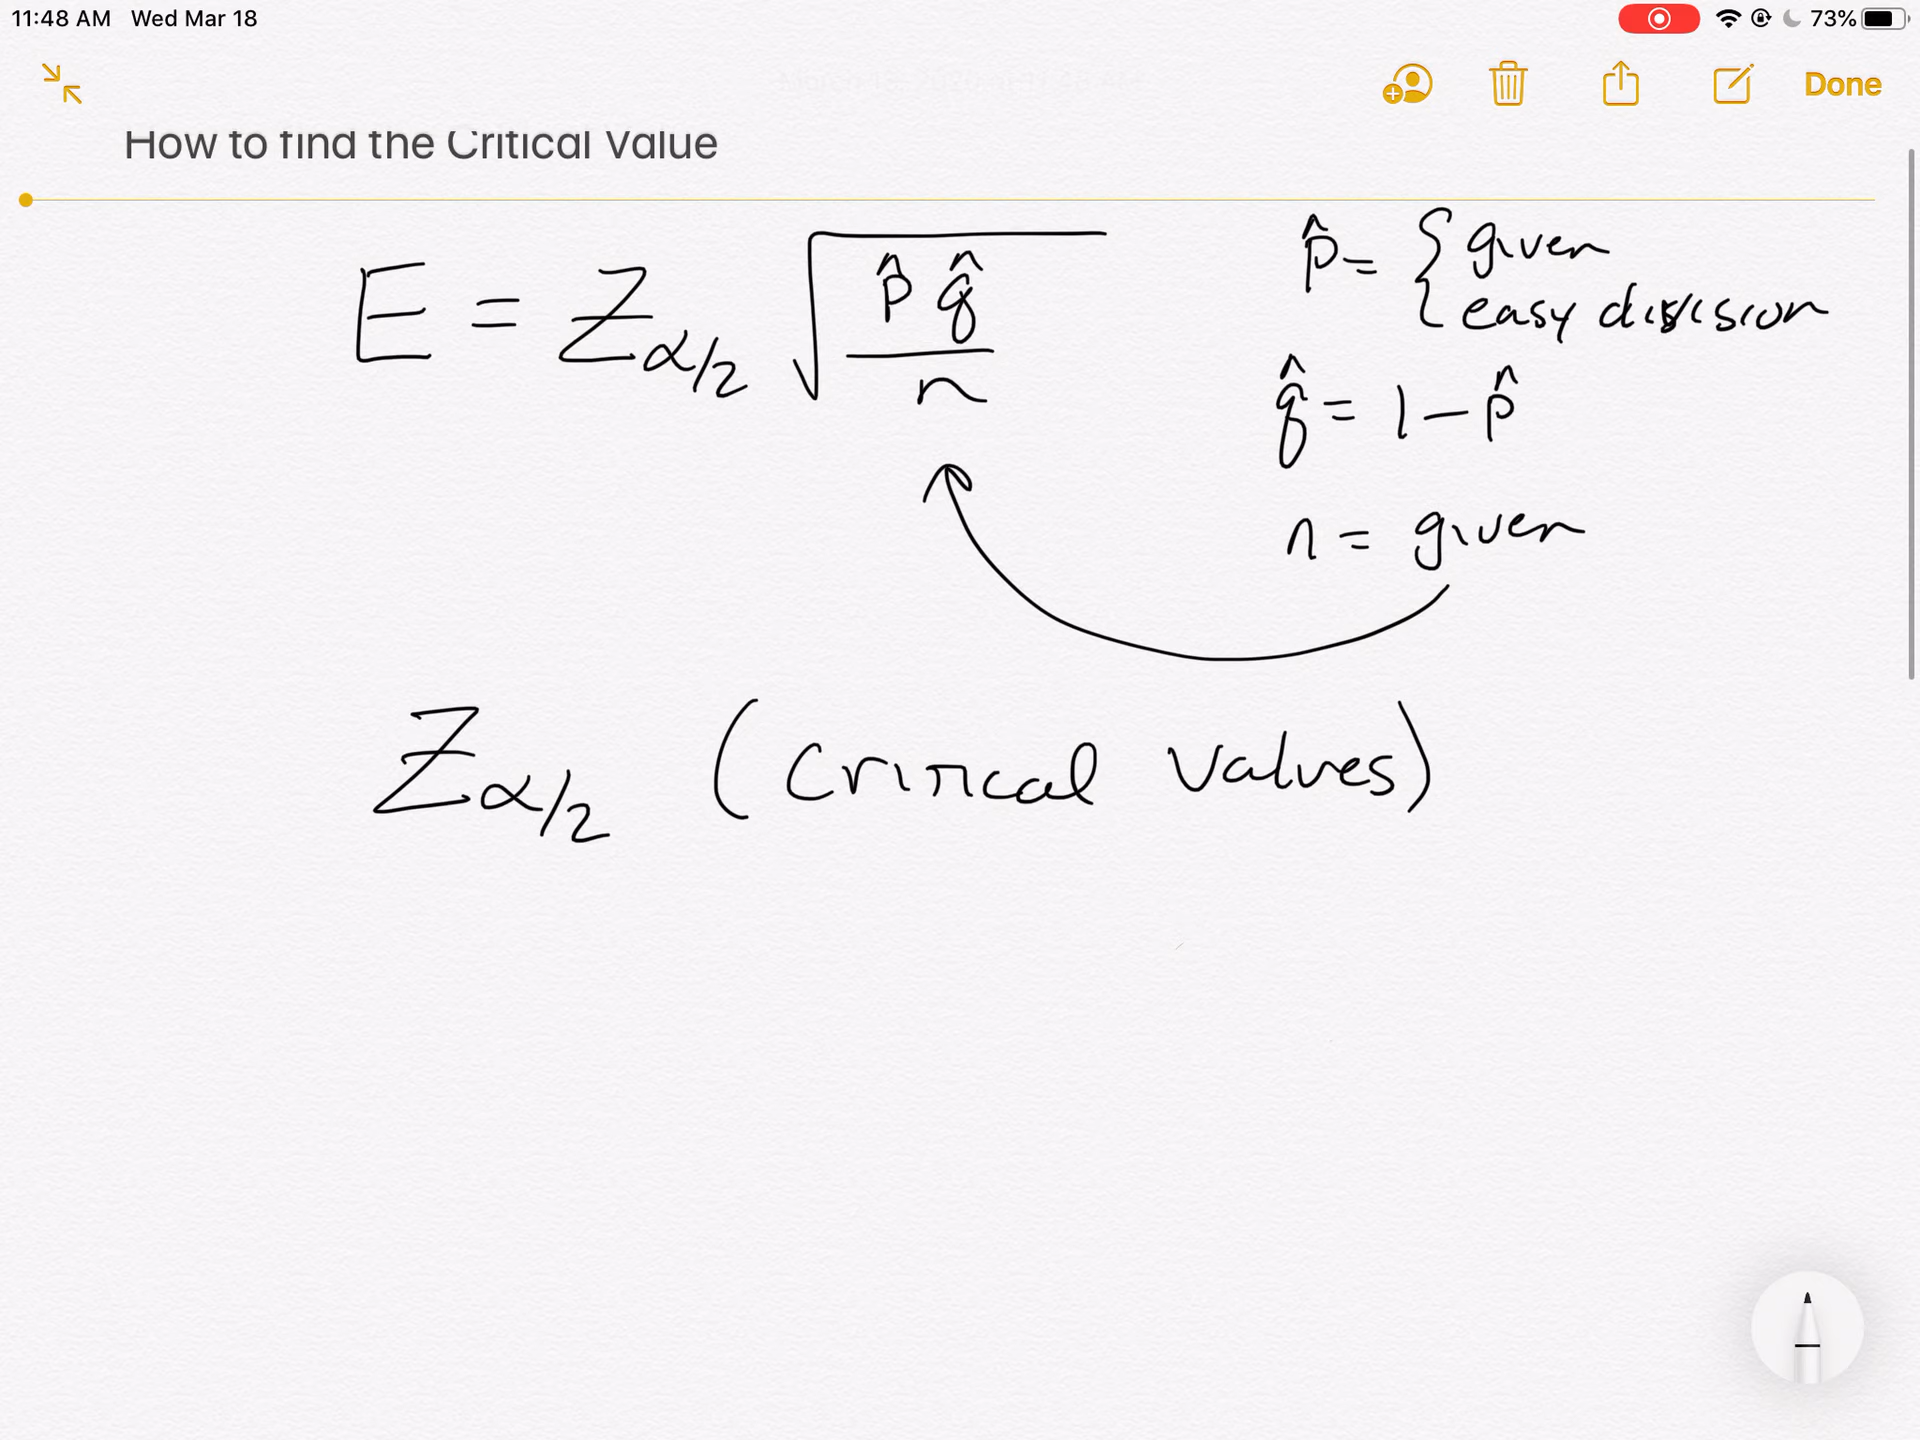 11:48 AM Wed Mar 18 73%
Done
How to find the Critical Value
E = Zα/2 √(p̂ q̂ / n)
p̂ = { given
easy division
q̂ = 1 - p̂
n = given
Zα/2 (Critical Values)